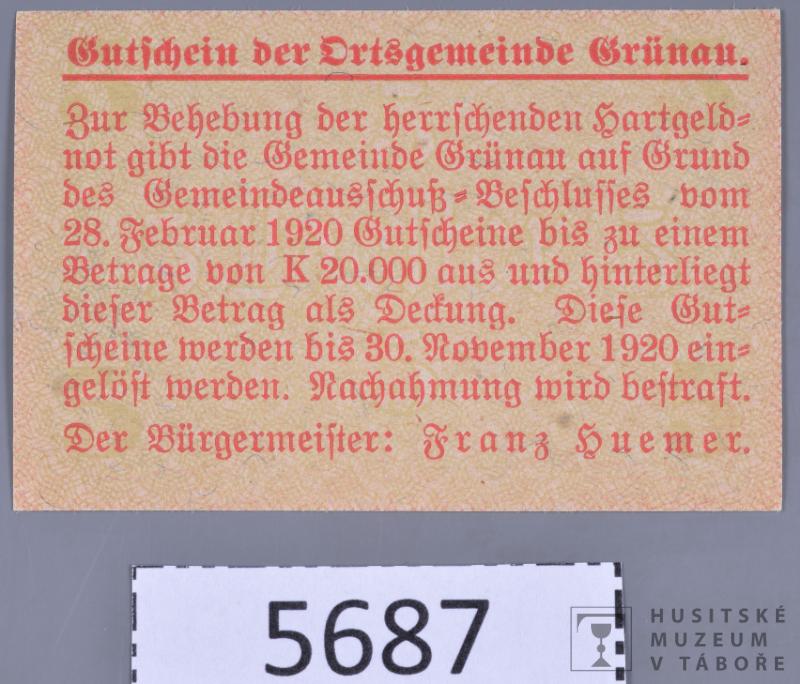 Gutschein der Ortsgemeinde Grünau.
Zur Behebung der herrschenden Hartgeld-
not gibt die Gemeinde Grünau auf Grund
des Gemeindeausschuß-Beschlusses vom
28. Februar 1920 Gutscheine bis zu einem
Betrage von K 20.000 aus und hinterliegt
dieser Betrag als Deckung. Diese Gut-
scheine werden bis 30. November 1920 ein-
gelöst werden. Nachahmung wird bestraft.
Der Bürgermeister: Franz Huemer.
5687
HUSITSKÉ
MUZEUM
V TÁBOŘE